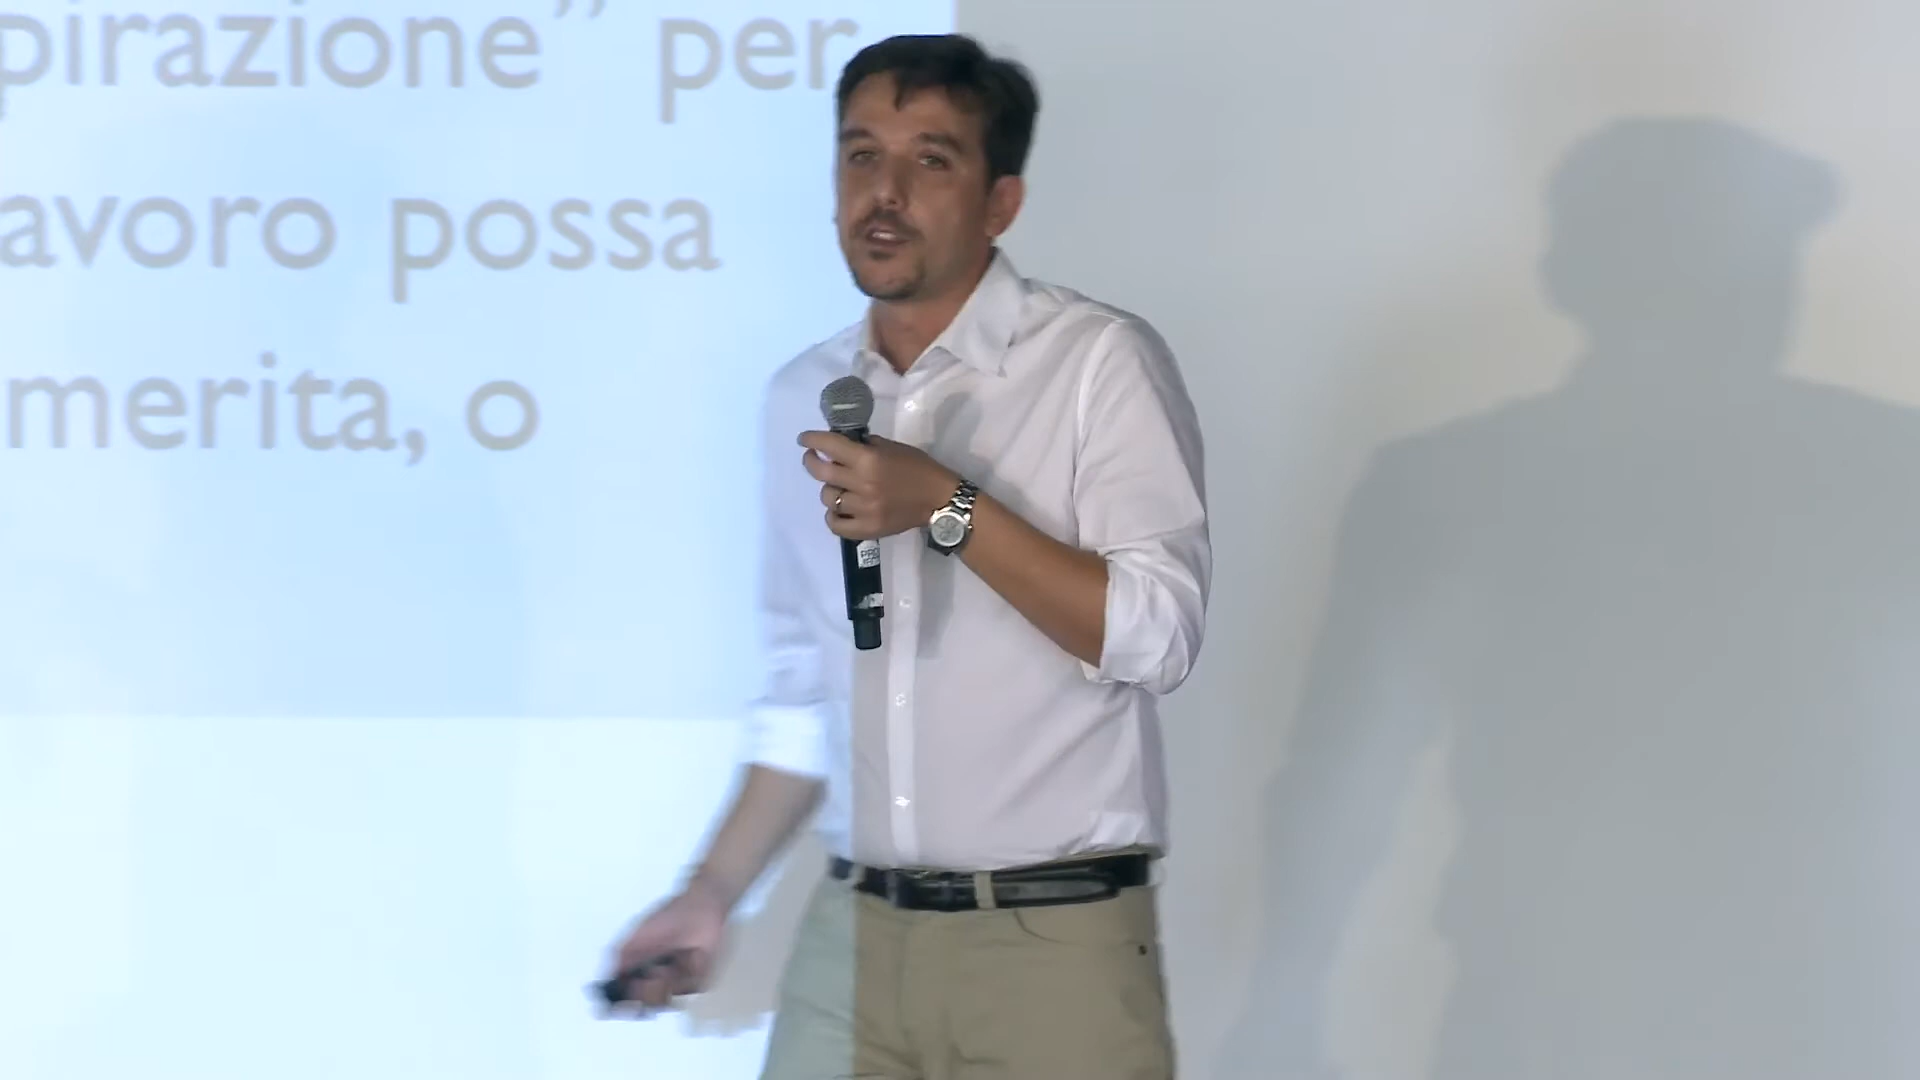 pirazione” per
avoro possa
merita, o